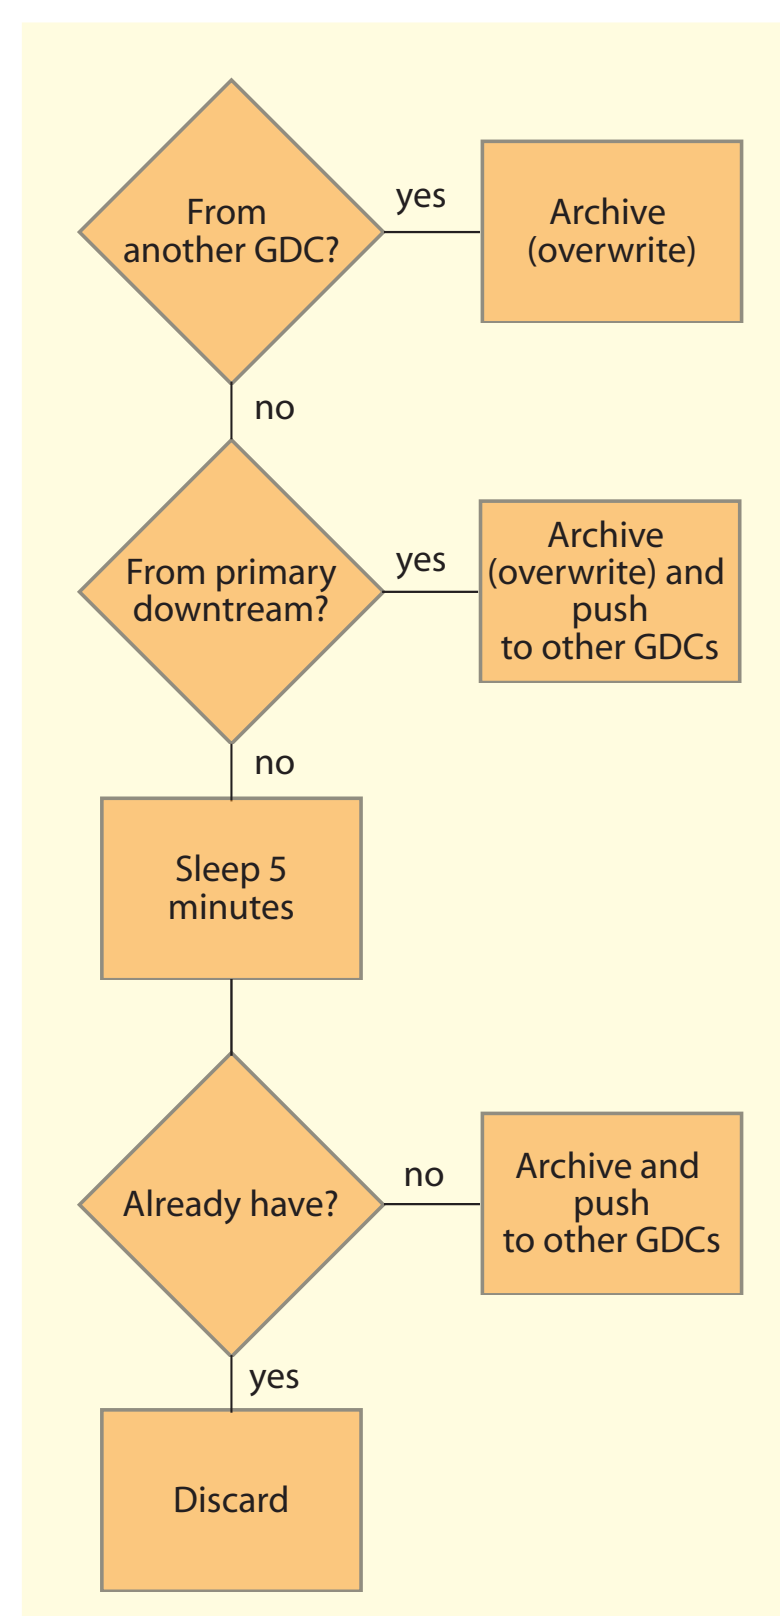 From
another GDC?
yes
Archive
(overwrite)
no
From primary
downtream?
yes
Archive
(overwrite) and
push
to other GDCs
no
Sleep 5
minutes
Already have?
no
Archive and
push
to other GDCs
yes
Discard